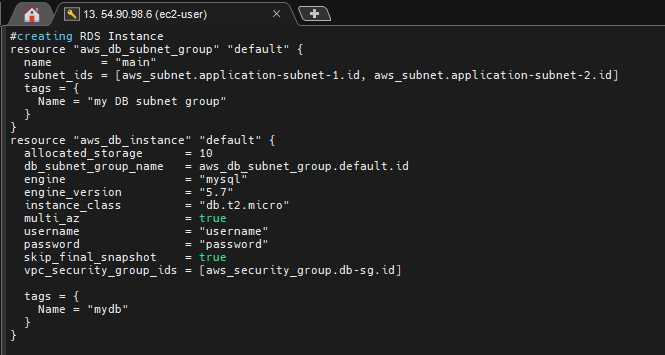 13. 54.90.98.6 (ec2-user)
#creating RDS Instance
resource "aws_db_subnet_group" "default" {
  name       = "main"
  subnet_ids = [aws_subnet.application-subnet-1.id, aws_subnet.application-subnet-2.id]
  tags = {
    Name = "my DB subnet group"
  }
}
resource "aws_db_instance" "default" {
  allocated_storage      = 10
  db_subnet_group_name   = aws_db_subnet_group.default.id
  engine                 = "mysql"
  engine_version         = "5.7"
  instance_class         = "db.t2.micro"
  multi_az               = true
  username               = "username"
  password               = "password"
  skip_final_snapshot    = true
  vpc_security_group_ids = [aws_security_group.db-sg.id]

  tags = {
    Name = "mydb"
  }
}